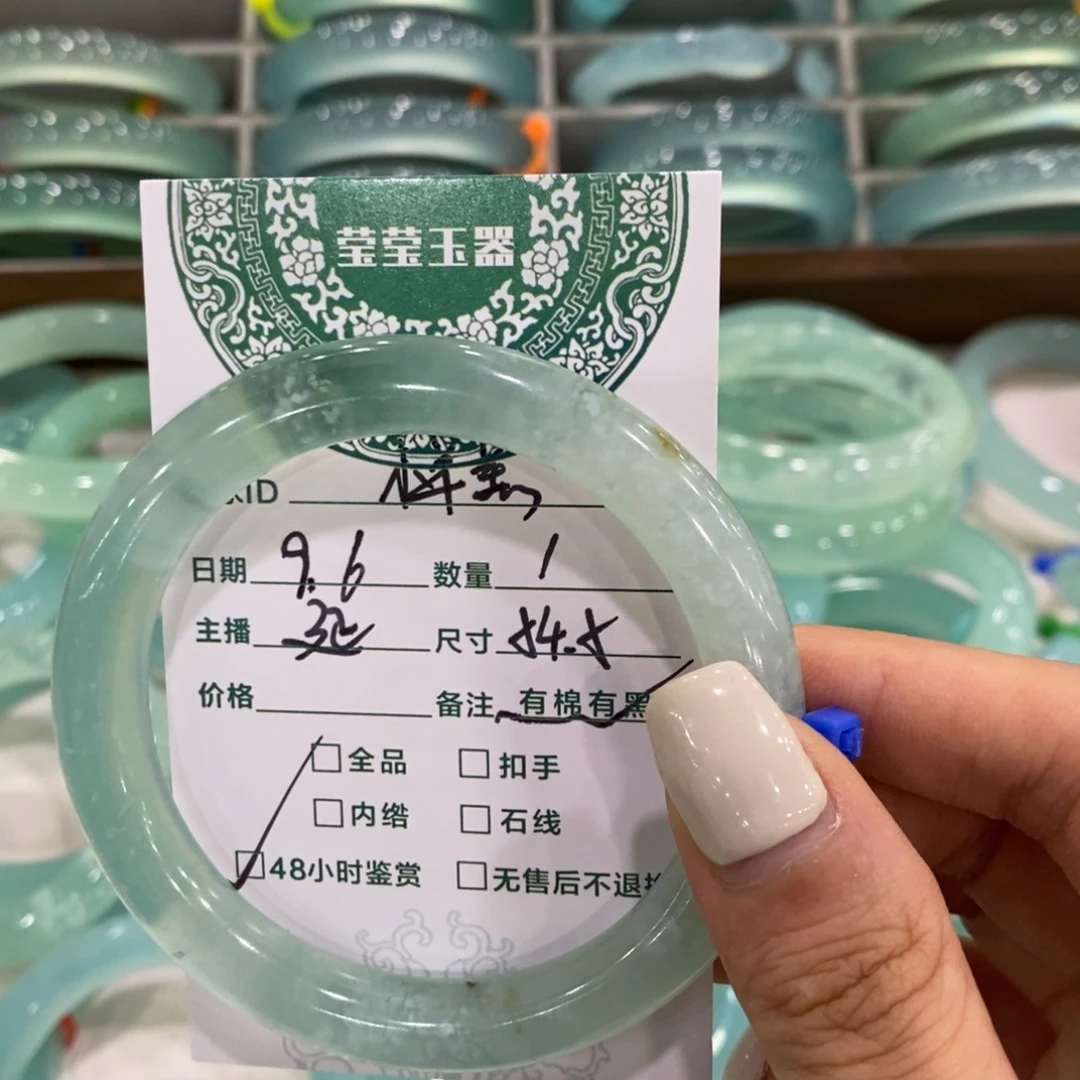 莹莹玉器
ID
日期 9.6 数量 1
主播 尺寸 54.5
价格 备注 有棉有黑
全品 扣手
内绺 石线
48小时鉴赏 无售后不退